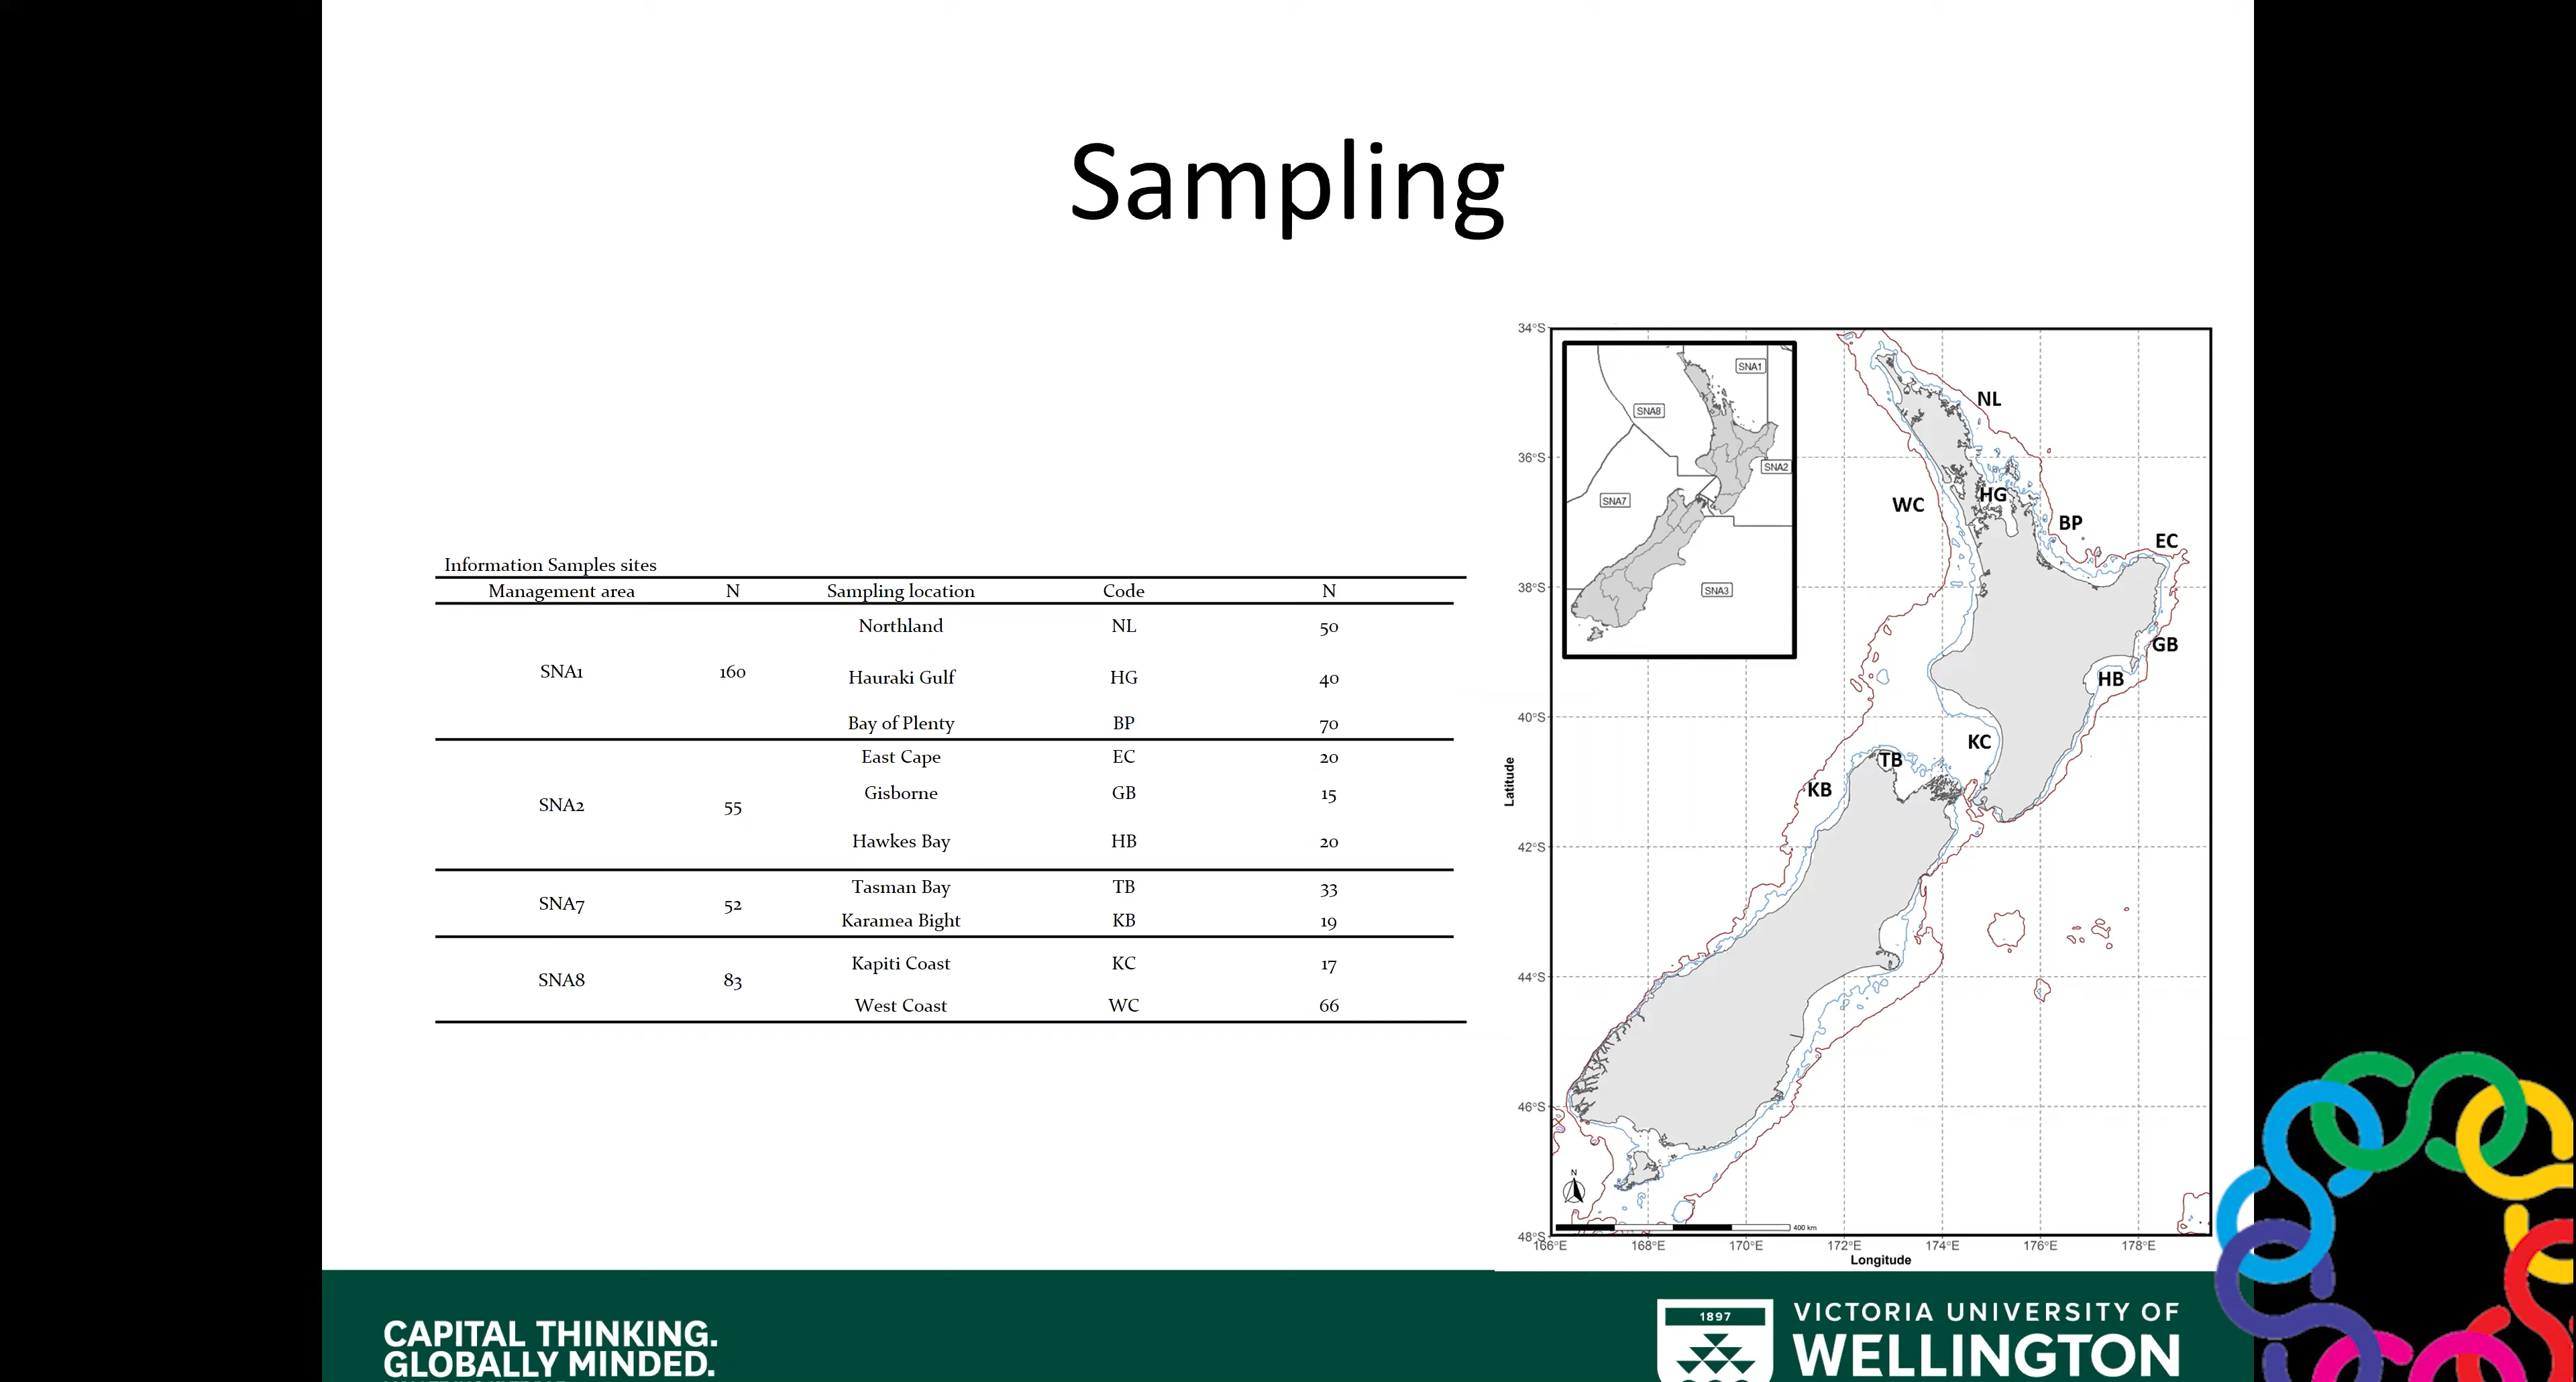 Sampling
Information Samples sites
Management area N Sampling location Code N
SNA1 160 Northland NL 50
Hauraki Gulf HG 40
Bay of Plenty BP 70
SNA2 55 East Cape EC 20
Gisborne GB 15
Hawkes Bay HB 20
SNA7 52 Tasman Bay TB 33
Karamea Bight KB 19
SNA8 83 Kapiti Coast KC 17
West Coast WC 66
34°S
36°S
38°S
40°S
42°S
44°S
46°S
48°S
Latitude
SNA1
SNA8
SNA2
SNA7
SNA3
NL
HG
WC
BP
EC
GB
HB
KC
TB
KB
N
400 km
166°E 168°E 170°E 172°E 174°E 176°E 178°E
Longitude
CAPITAL THINKING.
GLOBALLY MINDED.
1897
VICTORIA UNIVERSITY OF
WELLINGTON